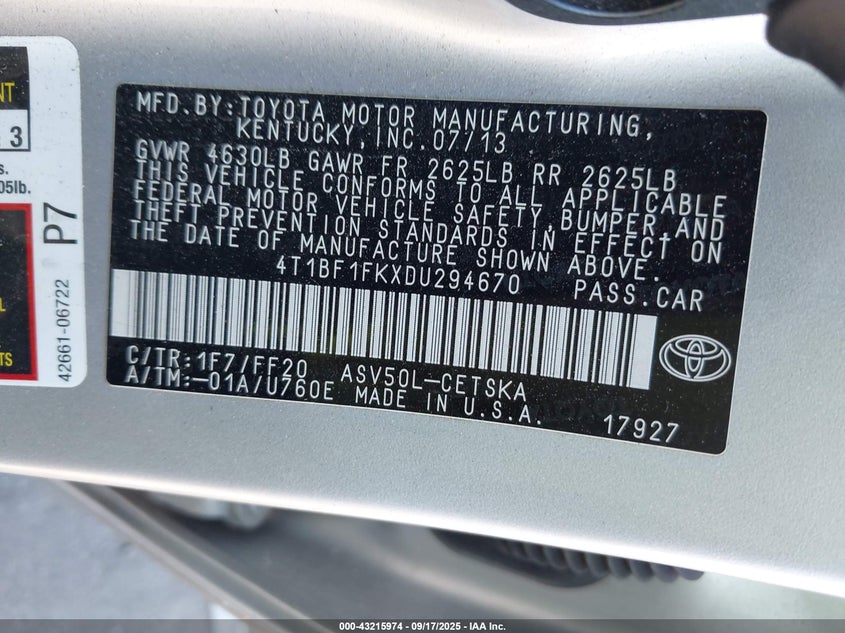 MFD. BY: TOYOTA MOTOR MANUFACTURING,
KENTUCKY, INC. 07/13
GVWR 4630LB GAWR FR 2625LB RR 2625LB
THIS VEHICLE CONFORMS TO ALL APPLICABLE
FEDERAL MOTOR VEHICLE SAFETY, BUMPER, AND
THEFT PREVENTION STANDARDS IN EFFECT ON
THE DATE OF MANUFACTURE SHOWN ABOVE.
4T1BF1FKXDU294670 PASS. CAR
C/TR: 1F7/FF20 ASV50L-CETSKA
A/TM: -01A/U760E MADE IN U.S.A.
17927
3
05lb.
P7
42661-06722
000-43215974 | 09/17/2025 | IAA Inc.